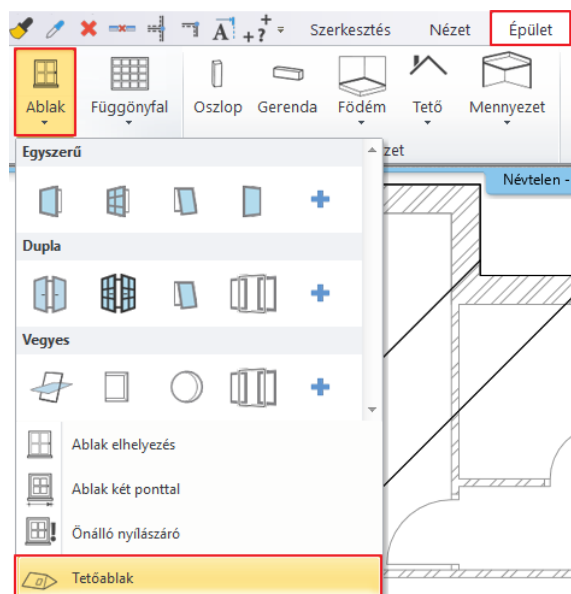 Szerkesztés Nézet Épület
Ablak Függönyfal Oszlop Gerenda Födém Tető Mennyezet
Egyszerű
zet
Névtelen -
Dupla
Vegyes
Ablak elhelyezés
Ablak két ponttal
Önálló nyílászáró
Tetőablak